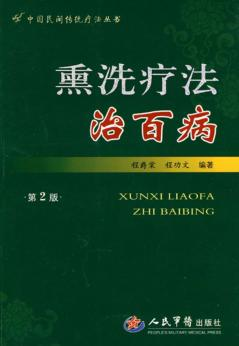 中国民间传统疗法丛书
熏洗疗法
治百病
程爵棠 程功文 编著
·第2版·
XUNXI LIAOFA
ZHI BAIBING
人民军医出版社
PEOPLE'S MILITARY MEDICAL PRESS